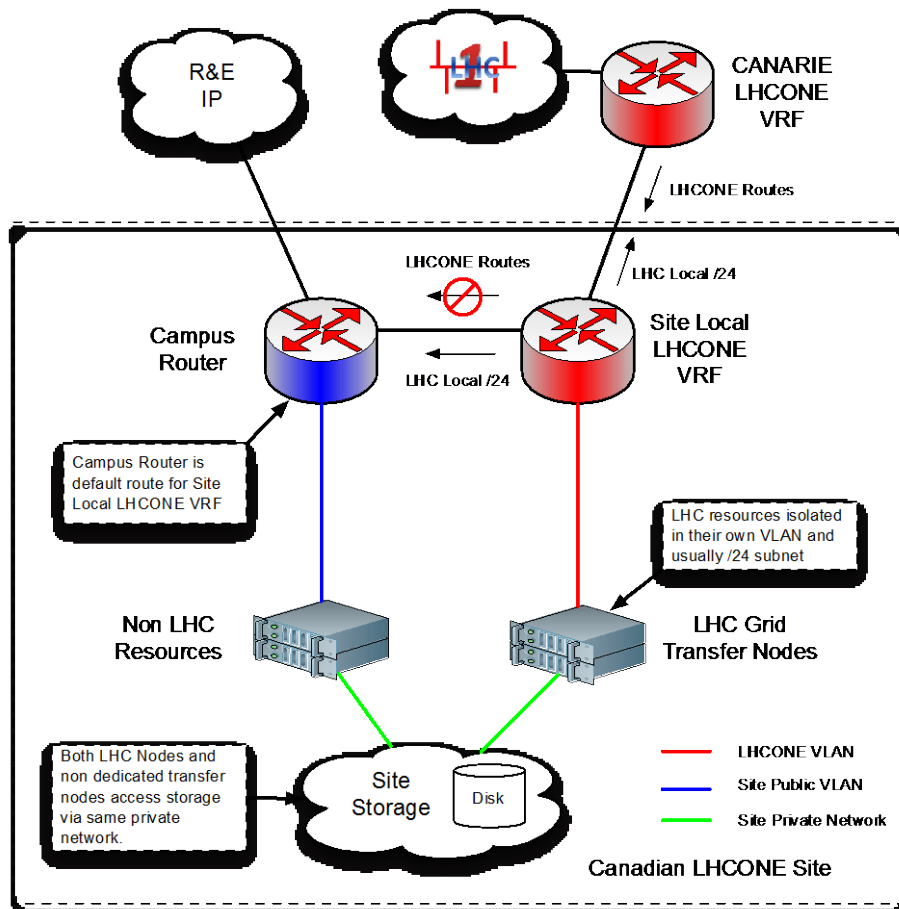 R&E
IP
LHC
1
CANARIE
LHCONE
VRF
LHCONE Routes
LHCONE Routes
LHC Local /24
Campus
Router
Site Local
LHCONE
VRF
LHC Local /24
Campus Router is
default route for Site
Local LHCONE VRF
LHC resources isolated
in their own VLAN and
usually /24 subnet
Non LHC
Resources
LHC Grid
Transfer Nodes
Both LHC Nodes and
non dedicated transfer
nodes access storage
via same private
network.
Site
Storage
Disk
LHCONE VLAN
Site Public VLAN
Site Private Network
Canadian LHCONE Site